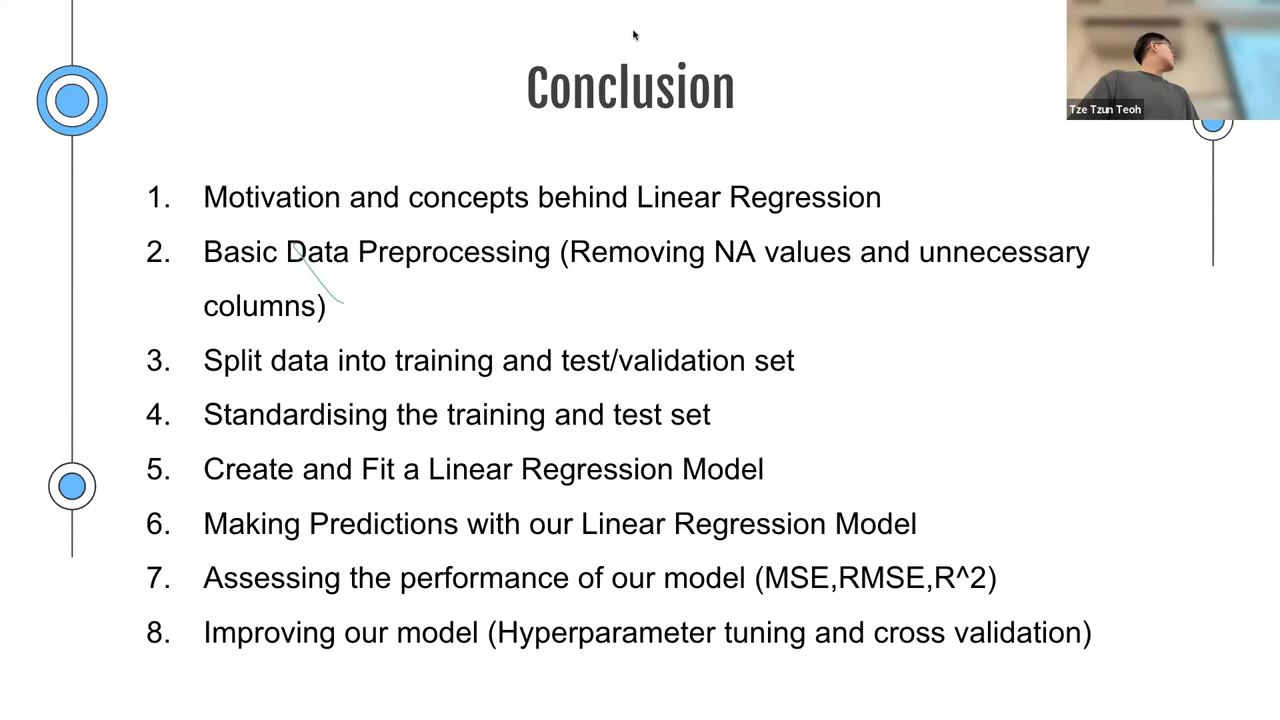 Conclusion
Tze Tzun Teoh
1. Motivation and concepts behind Linear Regression
2. Basic Data Preprocessing (Removing NA values and unnecessary
columns)
3. Split data into training and test/validation set
4. Standardising the training and test set
5. Create and Fit a Linear Regression Model
6. Making Predictions with our Linear Regression Model
7. Assessing the performance of our model (MSE,RMSE,R^2)
8. Improving our model (Hyperparameter tuning and cross validation)